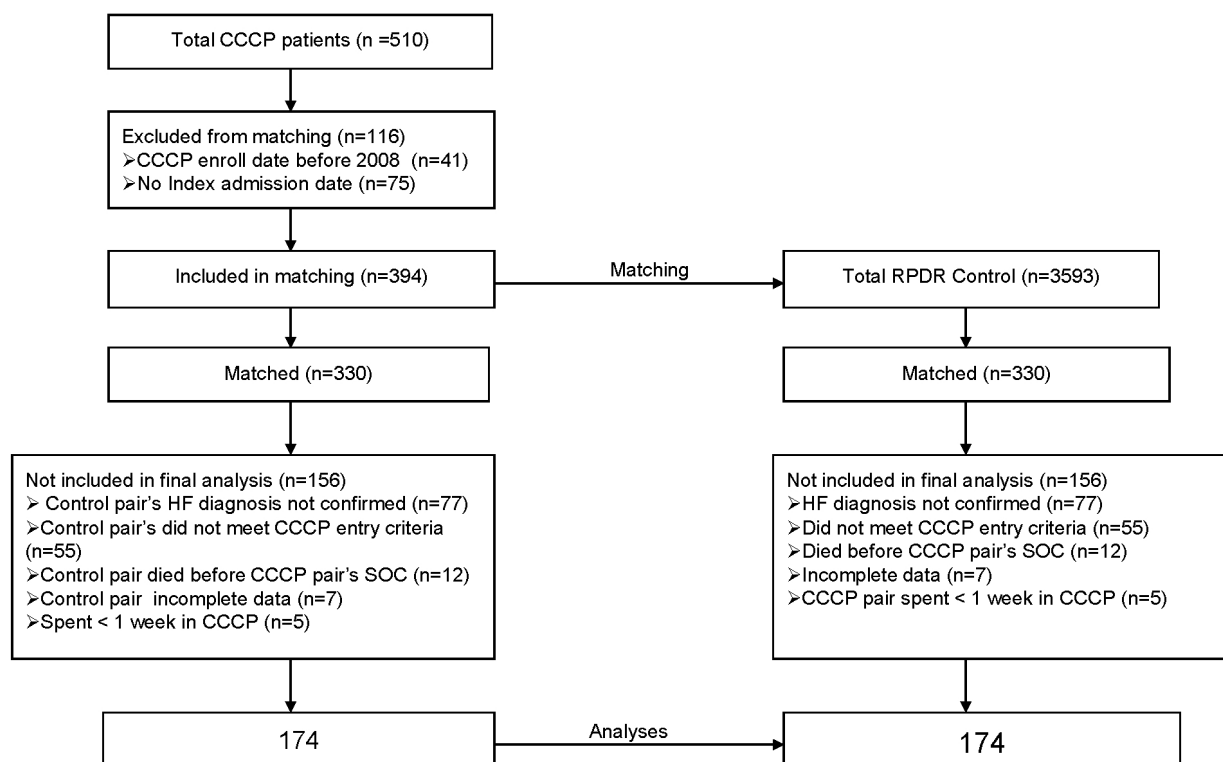 Total CCCP patients (n =510)
Excluded from matching (n=116)
➢CCCP enroll date before 2008 (n=41)
➢No Index admission date (n=75)
Included in matching (n=394)
Matching
Total RPDR Control (n=3593)
Matched (n=330)
Matched (n=330)
Not included in final analysis (n=156)
➢ Control pair's HF diagnosis not confirmed (n=77)
➢Control pair's did not meet CCCP entry criteria
(n=55)
➢Control pair died before CCCP pair's SOC (n=12)
➢Control pair incomplete data (n=7)
➢Spent < 1 week in CCCP (n=5)
Not included in final analysis (n=156)
➢HF diagnosis not confirmed (n=77)
➢Did not meet CCCP entry criteria (n=55)
➢Died before CCCP pair's SOC (n=12)
➢Incomplete data (n=7)
➢CCCP pair spent < 1 week in CCCP (n=5)
174
Analyses
174